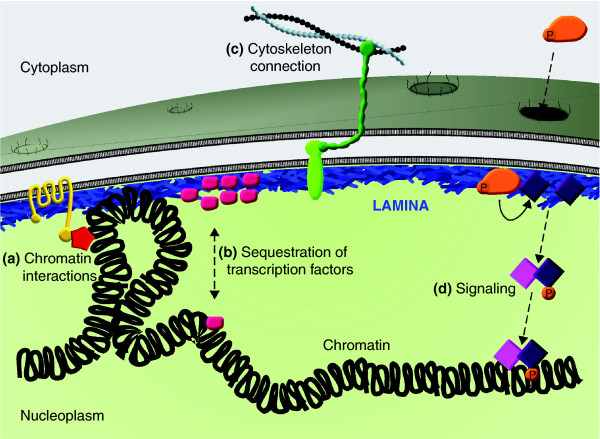 (c) Cytoskeleton
connection
P
Cytoplasm
P
LAMINA
(a) Chromatin
interactions
(b) Sequestration of
transcription factors
(d) Signaling
P
Chromatin
P
Nucleoplasm